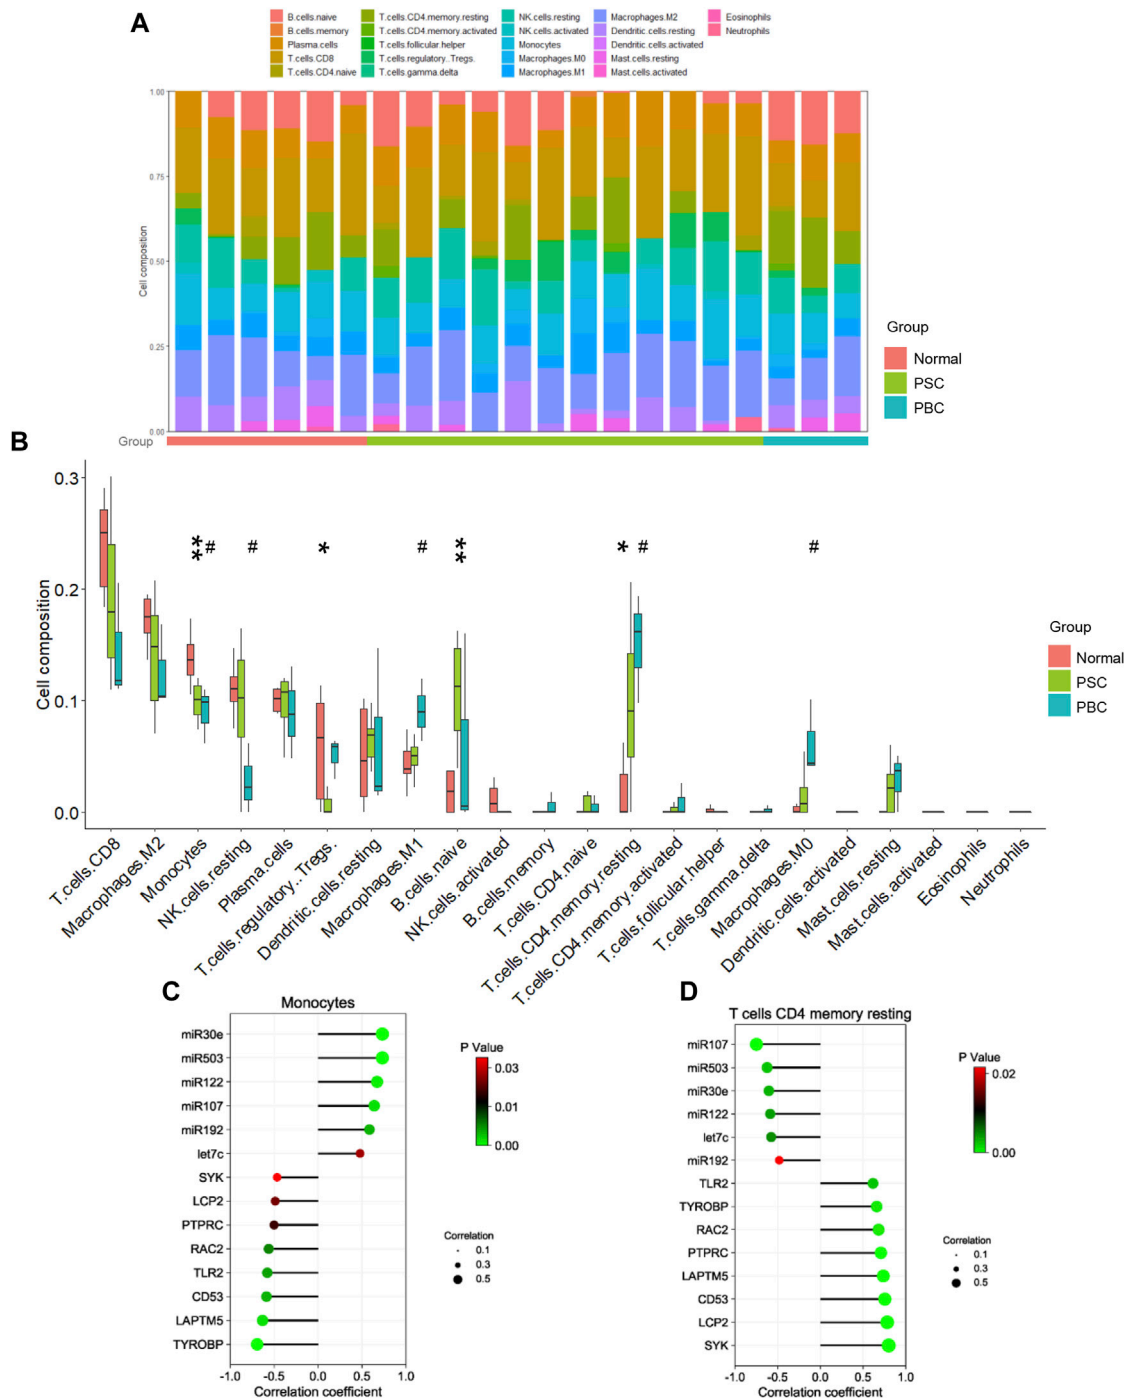 A
B.cells.naive
B.cells.memory
Plasma.cells
T.cells.CD8
T.cells.CD4.naive
T.cells.CD4.memory.resting
T.cells.CD4.memory.activated
T.cells.follicular.helper
T.cells.regulatory..Tregs.
T.cells.gamma.delta
NK.cells.resting
NK.cells.activated
Monocytes
Macrophages.M0
Macrophages.M1
Macrophages.M2
Dendritic.cells.resting
Dendritic.cells.activated
Mast.cells.resting
Mast.cells.activated
Eosinophils
Neutrophils
1.00
0.75
0.50
0.25
0.00
Cell composition
Group
Group
Normal
PSC
PBC
B
0.3
0.2
0.1
0.0
Cell composition
** # # * # ** * # #
Group
Normal
PSC
PBC
T.cells.CD8
Macrophages.M2
Monocytes
NK.cells.resting
Plasma.cells
T.cells.regulatory..Tregs.
Dendritic.cells.resting
Macrophages.M1
B.cells.naive
NK.cells.activated
B.cells.memory
T.cells.CD4.naive
T.cells.CD4.memory.resting
T.cells.CD4.memory.activated
T.cells.follicular.helper
T.cells.gamma.delta
Macrophages.M0
Dendritic.cells.activated
Mast.cells.resting
Mast.cells.activated
Eosinophils
Neutrophils
C
Monocytes
miR30e
miR503
miR122
miR107
miR192
let7c
SYK
LCP2
PTPRC
RAC2
TLR2
CD53
LAPTM5
TYROBP
-1.0 -0.5 0.0 0.5 1.0
Correlation coefficient
P Value
0.03
0.01
0.00
Correlation
0.1
0.3
0.5
D
T cells CD4 memory resting
miR107
miR503
miR30e
miR122
let7c
miR192
TLR2
TYROBP
RAC2
PTPRC
LAPTM5
CD53
LCP2
SYK
-1.0 -0.5 0.0 0.5 1.0
Correlation coefficient
P Value
0.02
0.00
Correlation
0.1
0.3
0.5